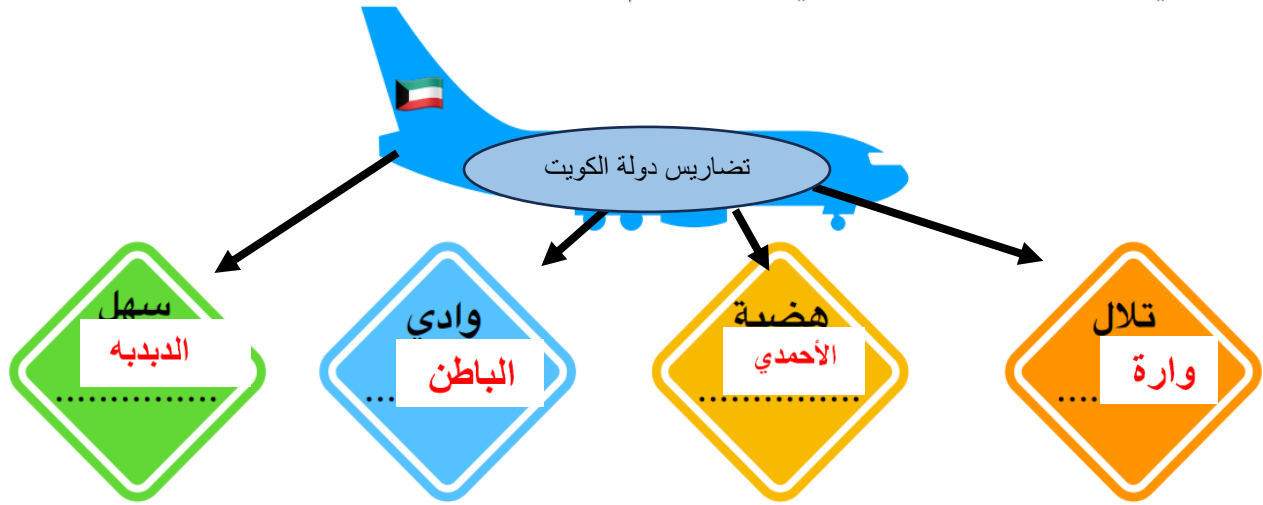 تضاريس دولة الكويت
تلال
وارة
....
هضبة
الأحمدي
...............
وادي
الباطن
...
سهل
الدبدبه
...............